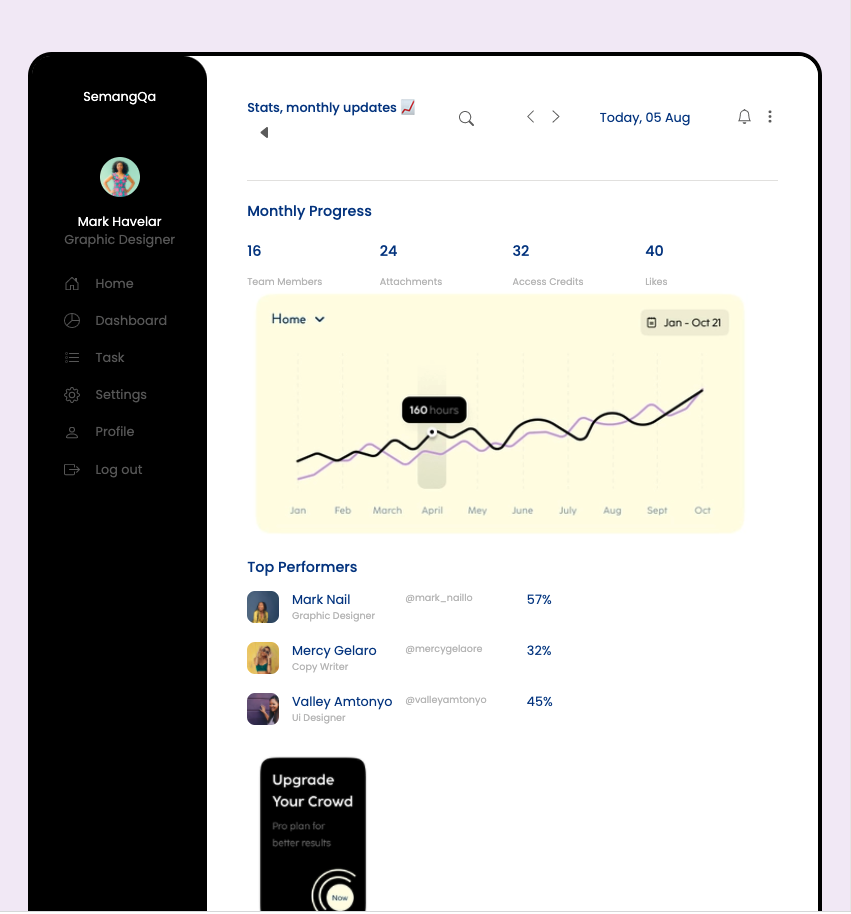 SemangQa
Mark Havelar
Graphic Designer
Home
Dashboard
Task
Settings
Profile
Log out
Stats, monthly updates 📈
Today, 05 Aug
Monthly Progress
16
24
32
40
Team Members
Attachments
Access Credits
Likes
Home
Jan - Oct 21
160 hours
Jan
Feb
March
April
Mey
June
July
Aug
Sept
Oct
Top Performers
Mark Nail
@mark_naillo
57%
Graphic Designer
Mercy Gelaro
@mercygelaore
32%
Copy Writer
Valley Amtonyo
@valleyamtonyo
45%
Ui Designer
Upgrade
Your Crowd
Pro plan for
better results
Now